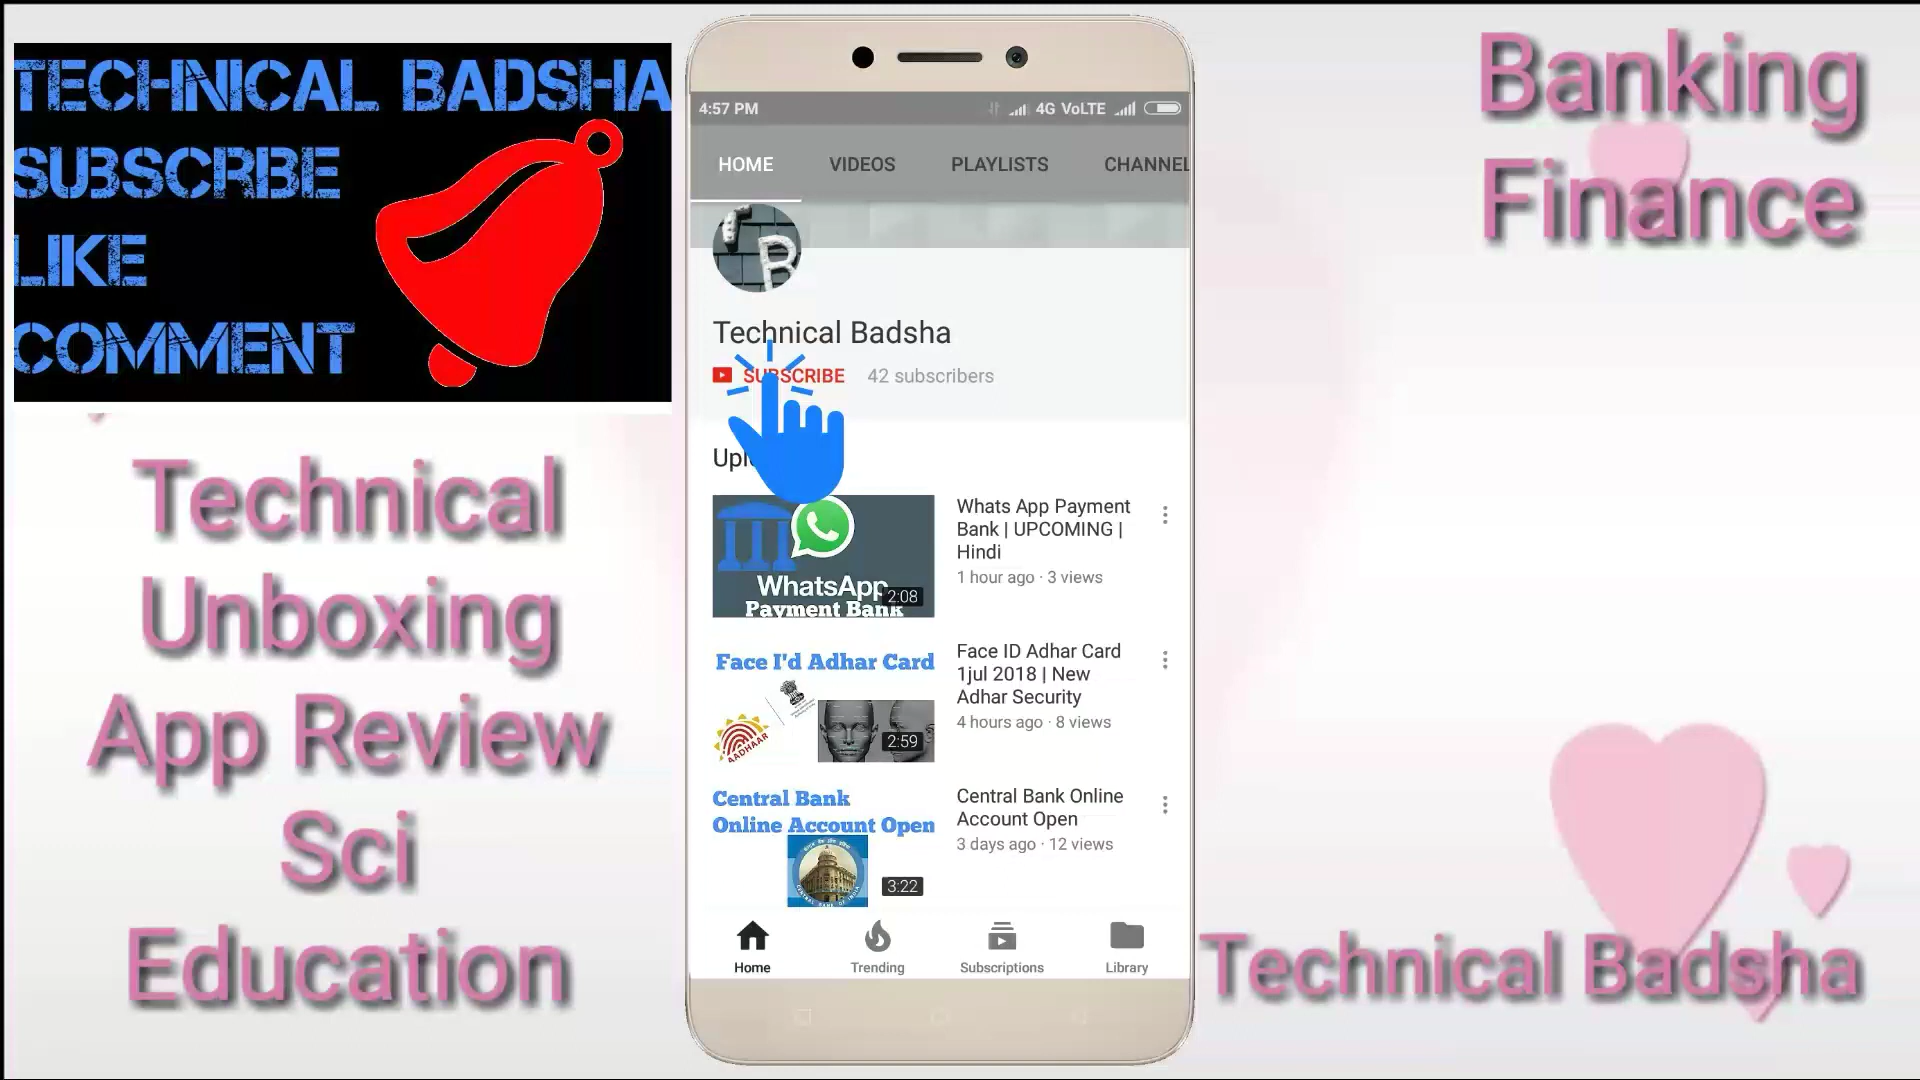 TECHNICAL BADSHA
SUBSCRBE
LIKE
COMMENT
Technical
Unboxing
App Review
Sci
Education
4:57 PM
4G VoLTE
HOME VIDEOS PLAYLISTS CHANNEL
B
Technical Badsha
SUBSCRIBE 42 subscribers
Upl
WhatsApp
Payment Bank
2:08
Whats App Payment
Bank | UPCOMING |
Hindi
1 hour ago · 3 views
Face I'd Adhar Card
AADHAAR
2:59
Face ID Adhar Card
1jul 2018 | New
Adhar Security
4 hours ago · 8 views
Central Bank
Online Account Open
3:22
Central Bank Online
Account Open
3 days ago · 12 views
Home Trending Subscriptions Library
Banking
Finance
Technical Badsha